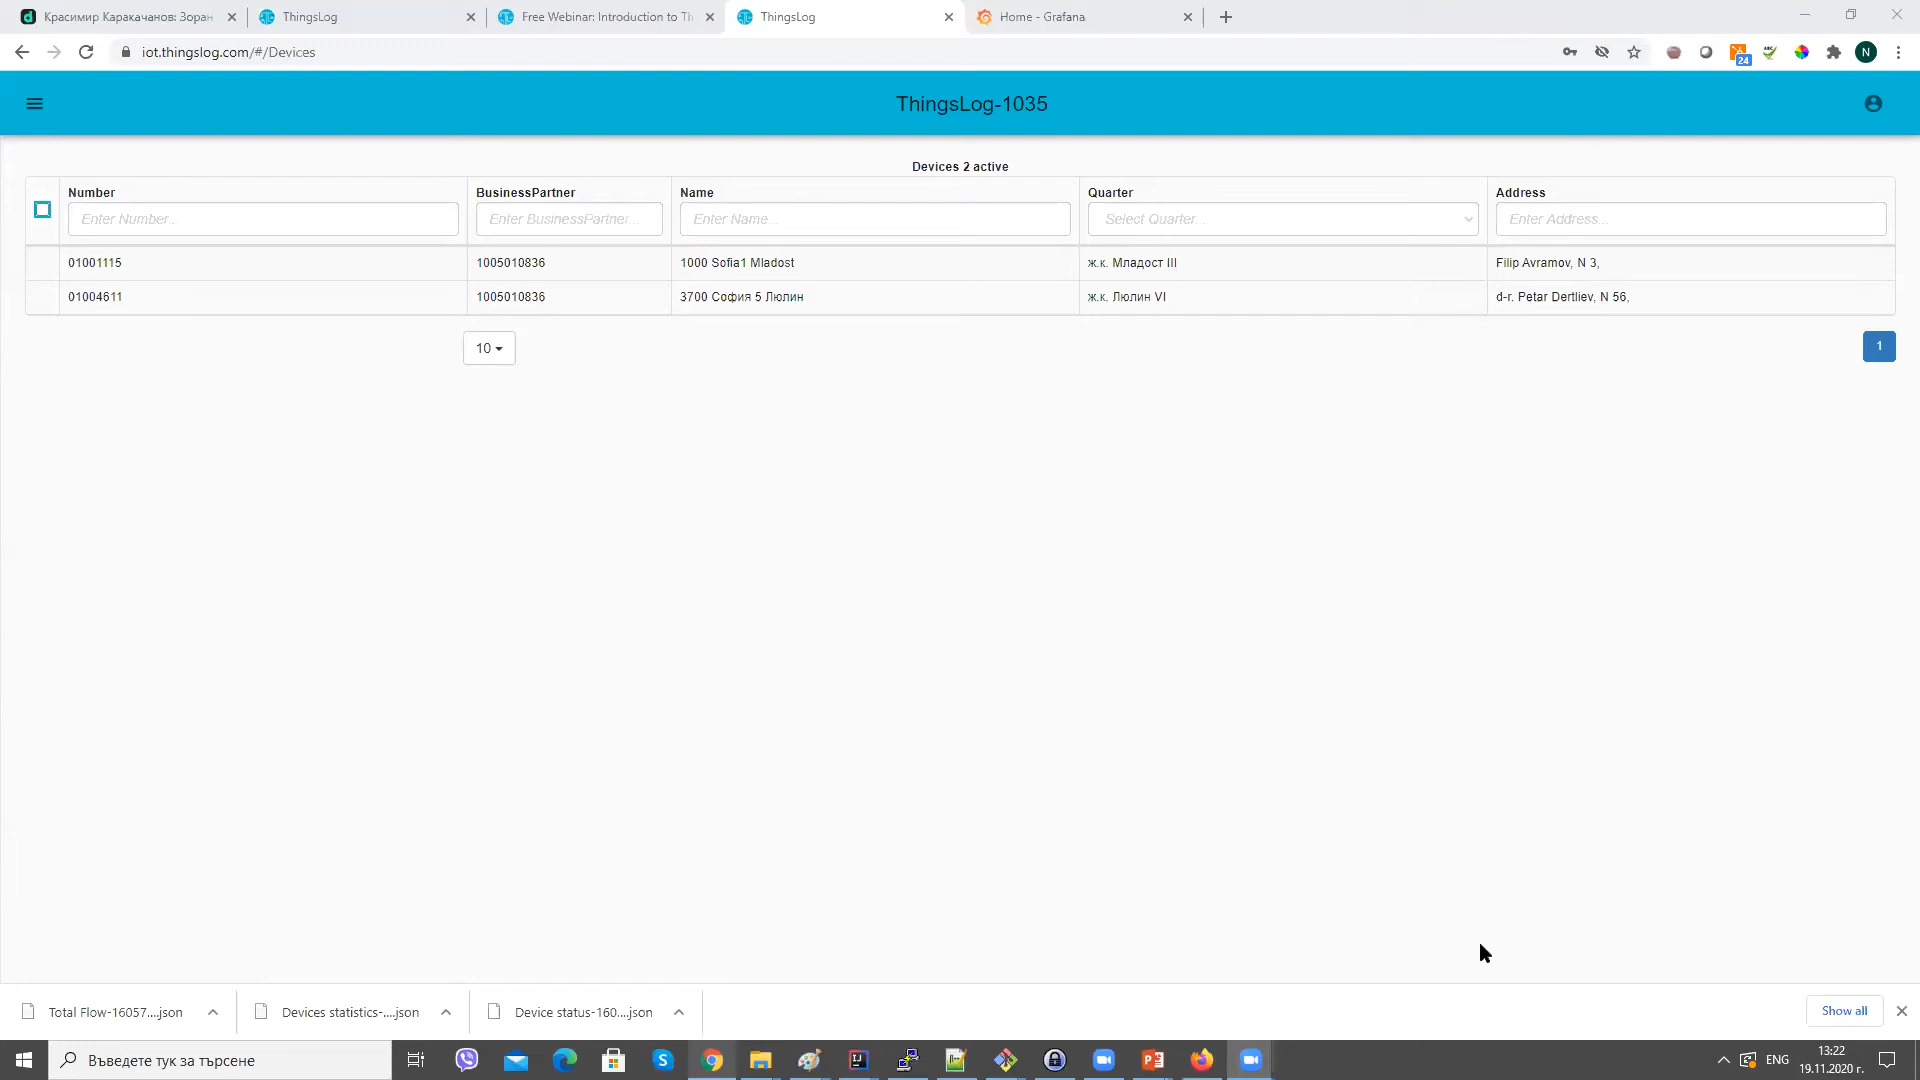 Красимир Каракачанов: Зоран
ThingsLog
Free Webinar: Introduction to Th
ThingsLog
Home - Grafana
iot.thingslog.com/#/Devices
24
N
ThingsLog-1035
Devices 2 active
Number
BusinessPartner
Name
Quarter
Address
Enter Number...
Enter BusinessPartner...
Enter Name...
Select Quarter...
Enter Address...
01001115
1005010836
1000 Sofia1 Mladost
ж.к. Младост III
Filip Avramov, N 3,
01004611
1005010836
3700 София 5 Люлин
ж.к. Люлин VI
d-r. Petar Dertliev, N 56,
10
1
Total Flow-16057....json
Devices statistics-....json
Device status-160....json
Show all
Въведете тук за търсене
ENG
13:22
19.11.2020 г.